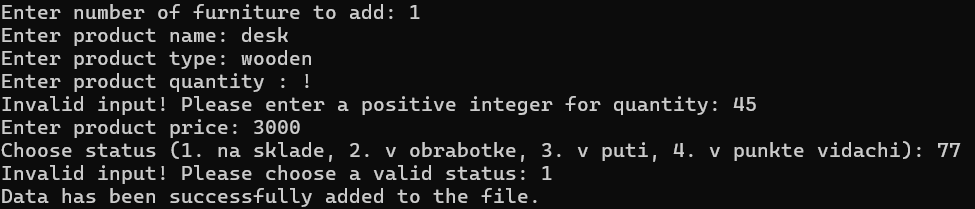 Enter number of furniture to add: 1
Enter product name: desk
Enter product type: wooden
Enter product quantity : !
Invalid input! Please enter a positive integer for quantity: 45
Enter product price: 3000
Choose status (1. na sklade, 2. v obrabotke, 3. v puti, 4. v punkte vidachi): 77
Invalid input! Please choose a valid status: 1
Data has been successfully added to the file.